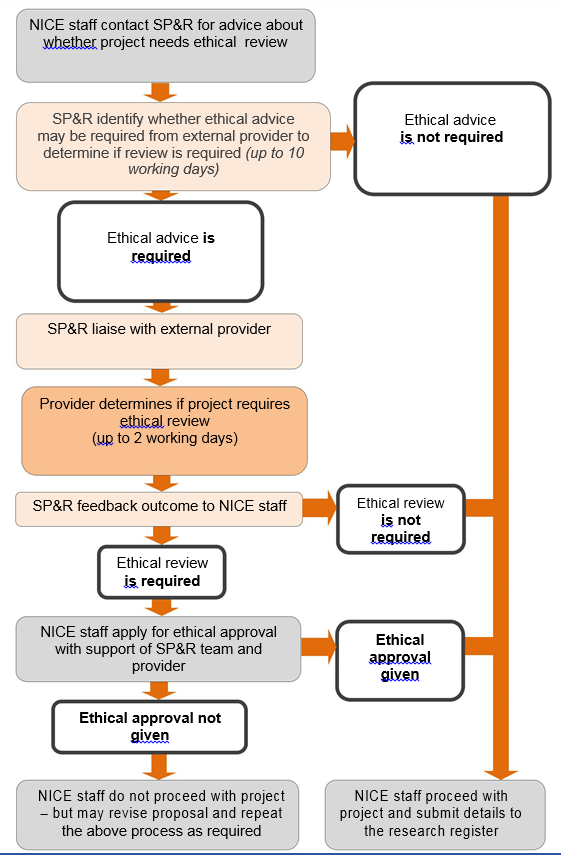 NICE staff contact SP&R for advice about
whether project needs ethical  review
SP&R identify whether ethical advice
may be required from external provider to
determine if review is required (up to 10
working days)
Ethical advice
is not required
Ethical advice is
required
SP&R liaise with external provider
Provider determines if project requires
ethical review
(up to 2 working days)
SP&R feedback outcome to NICE staff
Ethical review
is not
required
Ethical review
is required
NICE staff apply for ethical approval
with support of SP&R team and
provider
Ethical
approval
given
Ethical approval not
given
NICE staff do not proceed with project
– but may revise proposal and repeat
the above process as required
NICE staff proceed with
project and submit details to
the research register